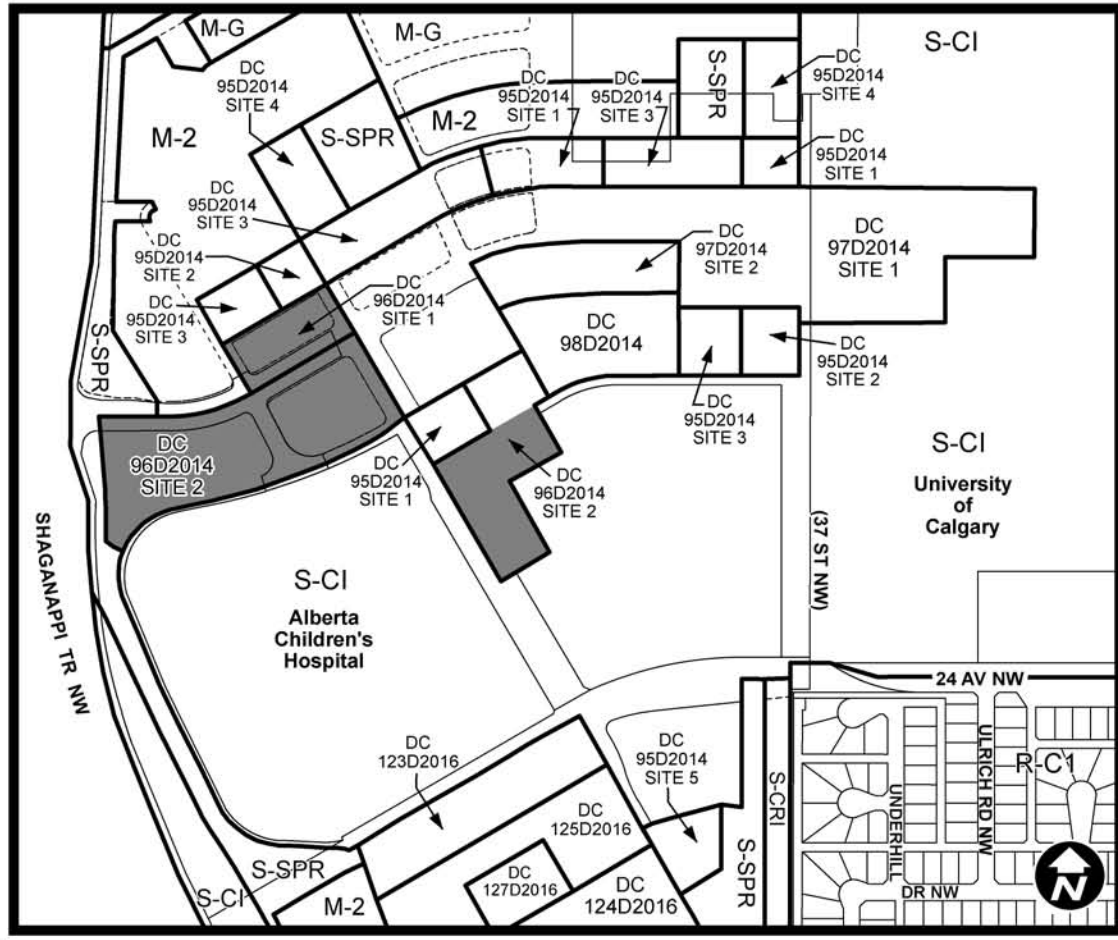 M-G
M-G
S-CI
DC
95D2014
SITE 4
DC
95D2014
SITE 1
DC
95D2014
SITE 3
S-SPR
DC
95D2014
SITE 4
M-2
S-SPR
M-2
DC
95D2014
SITE 1
DC
95D2014
SITE 3
DC
95D2014
SITE 2
DC
97D2014
SITE 2
DC
97D2014
SITE 1
DC
95D2014
SITE 3
DC
96D2014
SITE 1
S-SPR
DC
98D2014
DC
95D2014
SITE 2
DC
95D2014
SITE 3
DC
96D2014
SITE 2
DC
95D2014
SITE 1
DC
96D2014
SITE 2
S-CI
University
of
Calgary
(37 ST NW)
SHAGANAPPI TR NW
S-CI
Alberta
Children's
Hospital
24 AV NW
DC
123D2016
DC
95D2014
SITE 5
S-CRI
ULRICH RD NW
R-C1
UNDERHILL
DR NW
DC
125D2016
S-SPR
S-SPR
DC
127D2016
DC
124D2016
S-CI
M-2
N